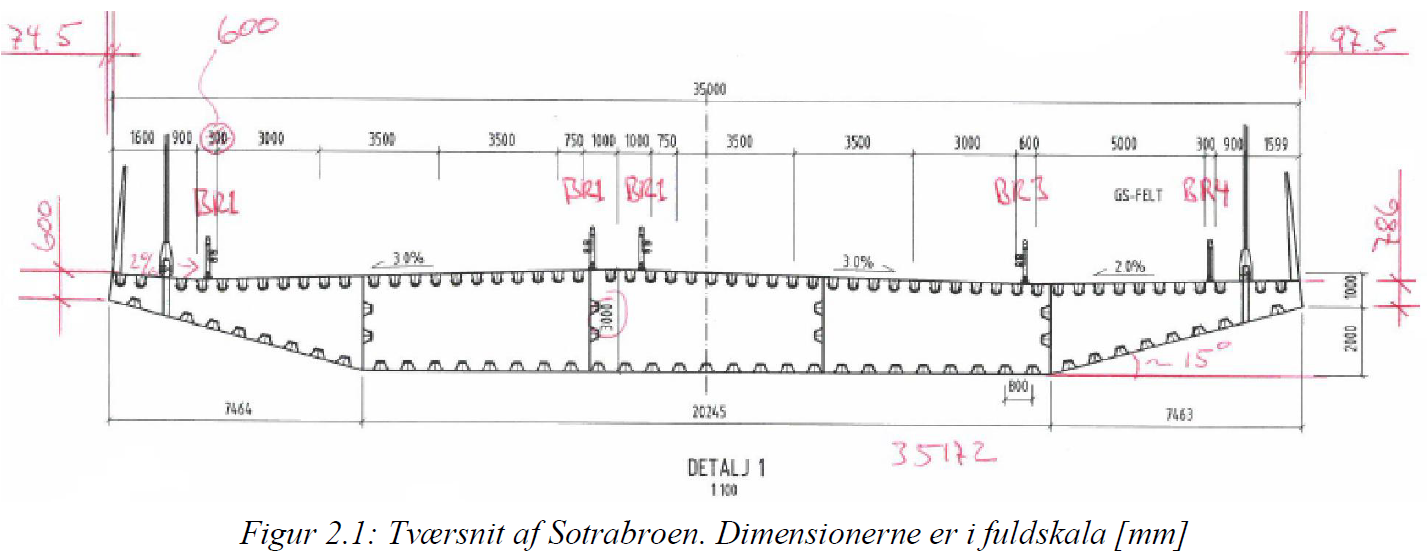 600
74.5 97.5
35000
1600 900 300 3000 3500 3500 750 1000 1000 750 3500 3500 3000 600 5000 300 900 1599
BR1 BR1 BR1 BR3 GS-FELT BR4
600 786
2% 3.0% 3.0% 2.0%
3000 1000
2000
~15°
800
7464 20245 7463
35172
DETALJ 1
1:100
Figur 2.1: Tværsnit af Sotrabroen. Dimensionerne er i fuldskala [mm]